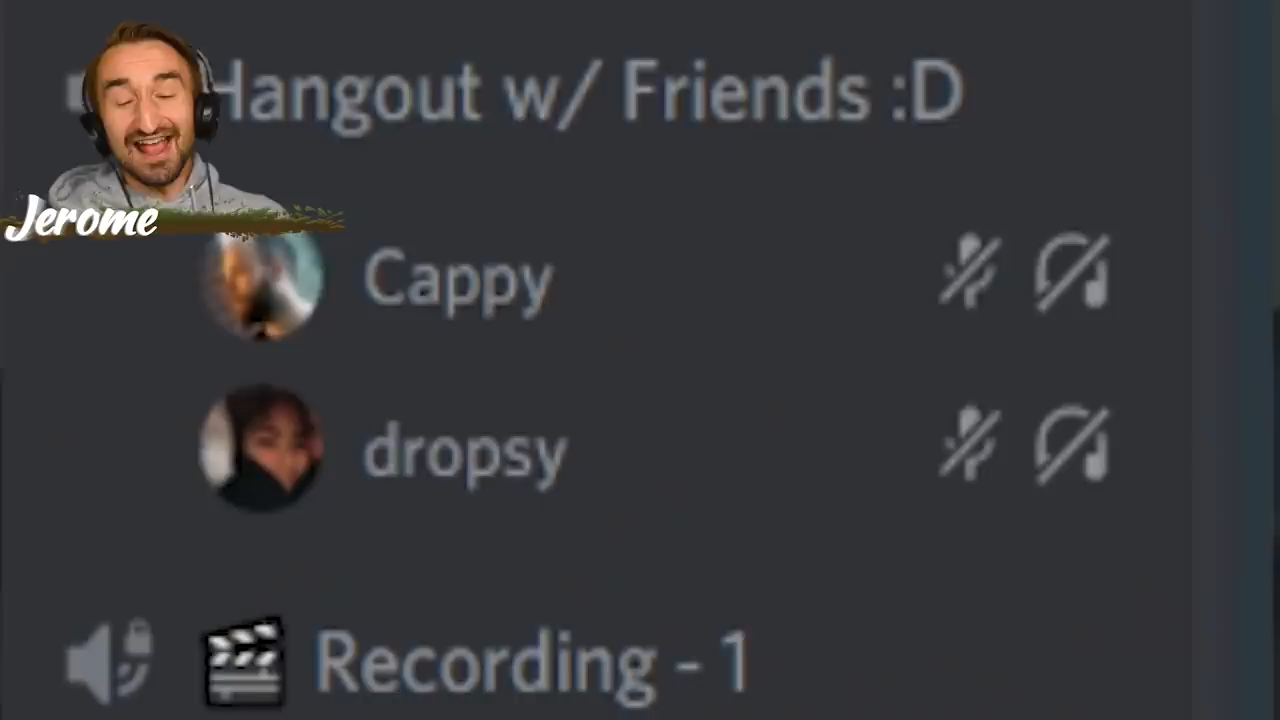 Hangout w/ Friends :D
Jerome
Cappy
dropsy
Recording - 1